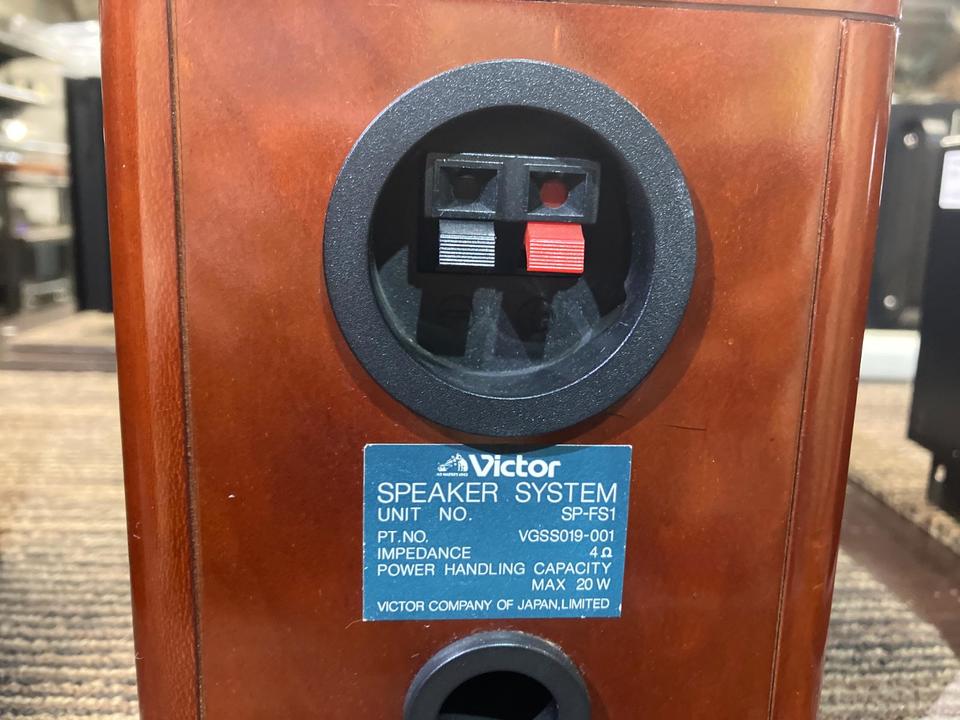 Victor
SPEAKER SYSTEM
UNIT NO. SP-FS1
PT.NO. VGSS019-001
IMPEDANCE 4Ω
POWER HANDLING CAPACITY
MAX 20 W
VICTOR COMPANY OF JAPAN,LIMITED